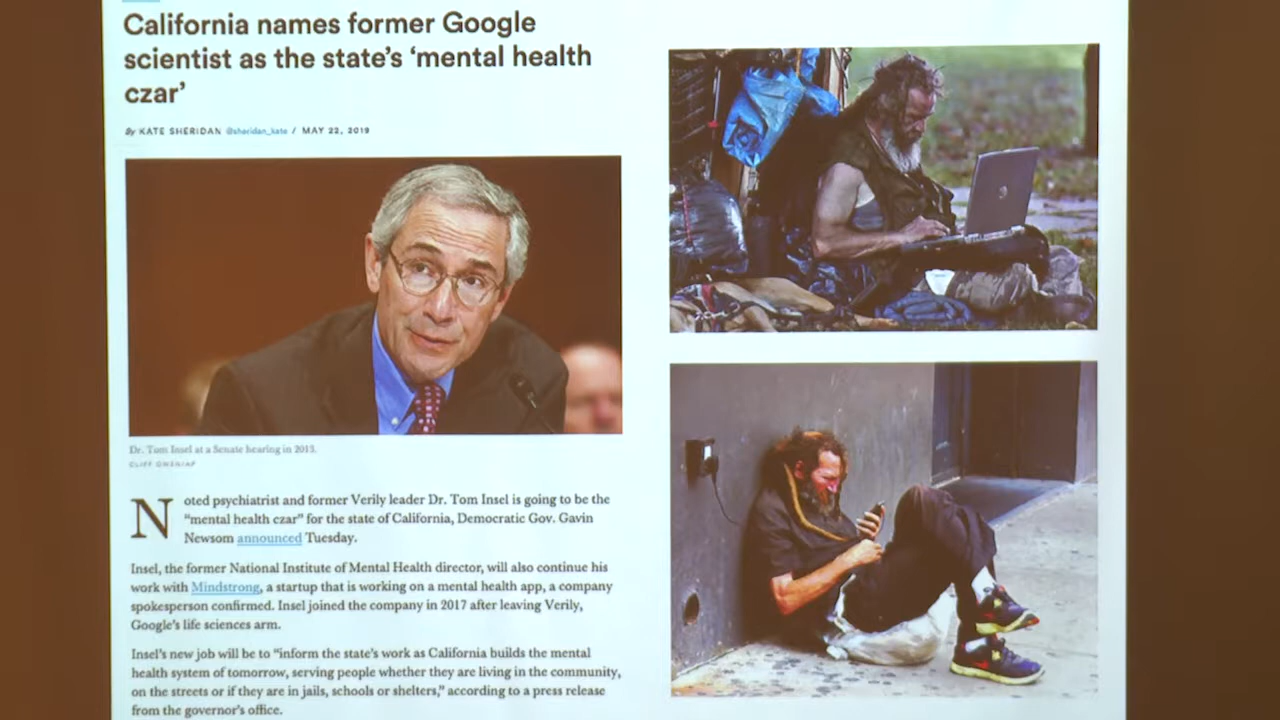 California names former Google
scientist as the state's ‘mental health
czar’
By KATE SHERIDAN @sheridan_kate / MAY 22, 2019
Dr. Tom Insel at a Senate hearing in 2013.
CLIFF OWEN/AP
Noted psychiatrist and former Verily leader Dr. Tom Insel is going to be the
“mental health czar” for the state of California, Democratic Gov. Gavin
Newsom announced Tuesday.
Insel, the former National Institute of Mental Health director, will also continue his
work with Mindstrong, a startup that is working on a mental health app, a company
spokesperson confirmed. Insel joined the company in 2017 after leaving Verily,
Google's life sciences arm.
Insel's new job will be to “inform the state's work as California builds the mental
health system of tomorrow, serving people whether they are living in the community,
on the streets or if they are in jails, schools or shelters,” according to a press release
from the governor's office.